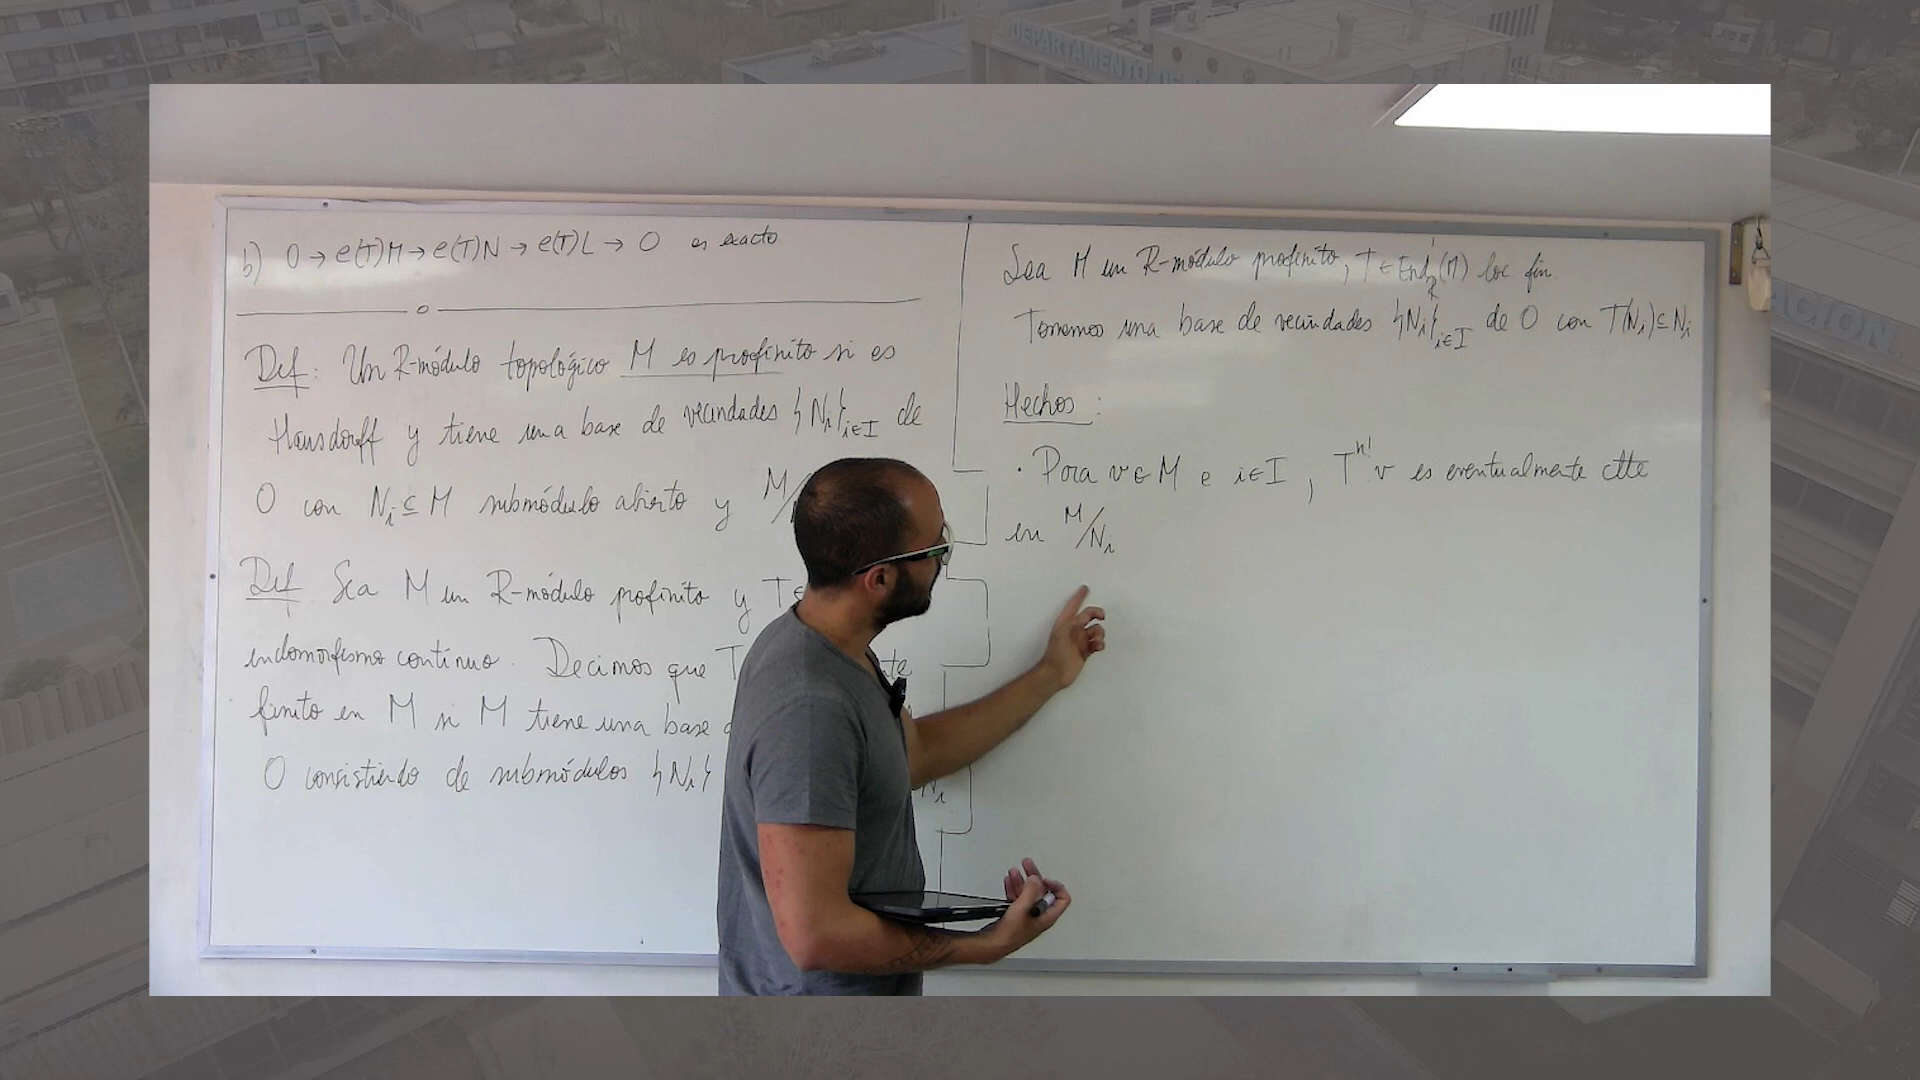 DEPARTAMENTO DE
b) 0 → e(T)M → e(T)N → e(T)L → 0 es exacto
Def: Un R-módulo topológico M es profinito si es
Hausdorff y tiene una base de vecindades {Ni}i∈I de
0 con Ni ⊆ M submódulo abierto y M/
Def Sea M un R-módulo profinito y T∈
endomorfismo continuo. Decimos que T
finito en M si M tiene una base
0 consistiendo de submódulos {Ni}
Sea M un R-módulo profinito, T ∈ End'R(M) loc fin.
Tomemos una base de vecindades {Ni}i∈I de 0 con T(Ni) ⊆ Ni
Hechos:
· Para v ∈ M e i ∈ I, T^n! v es eventualmente ctte
en M/Ni